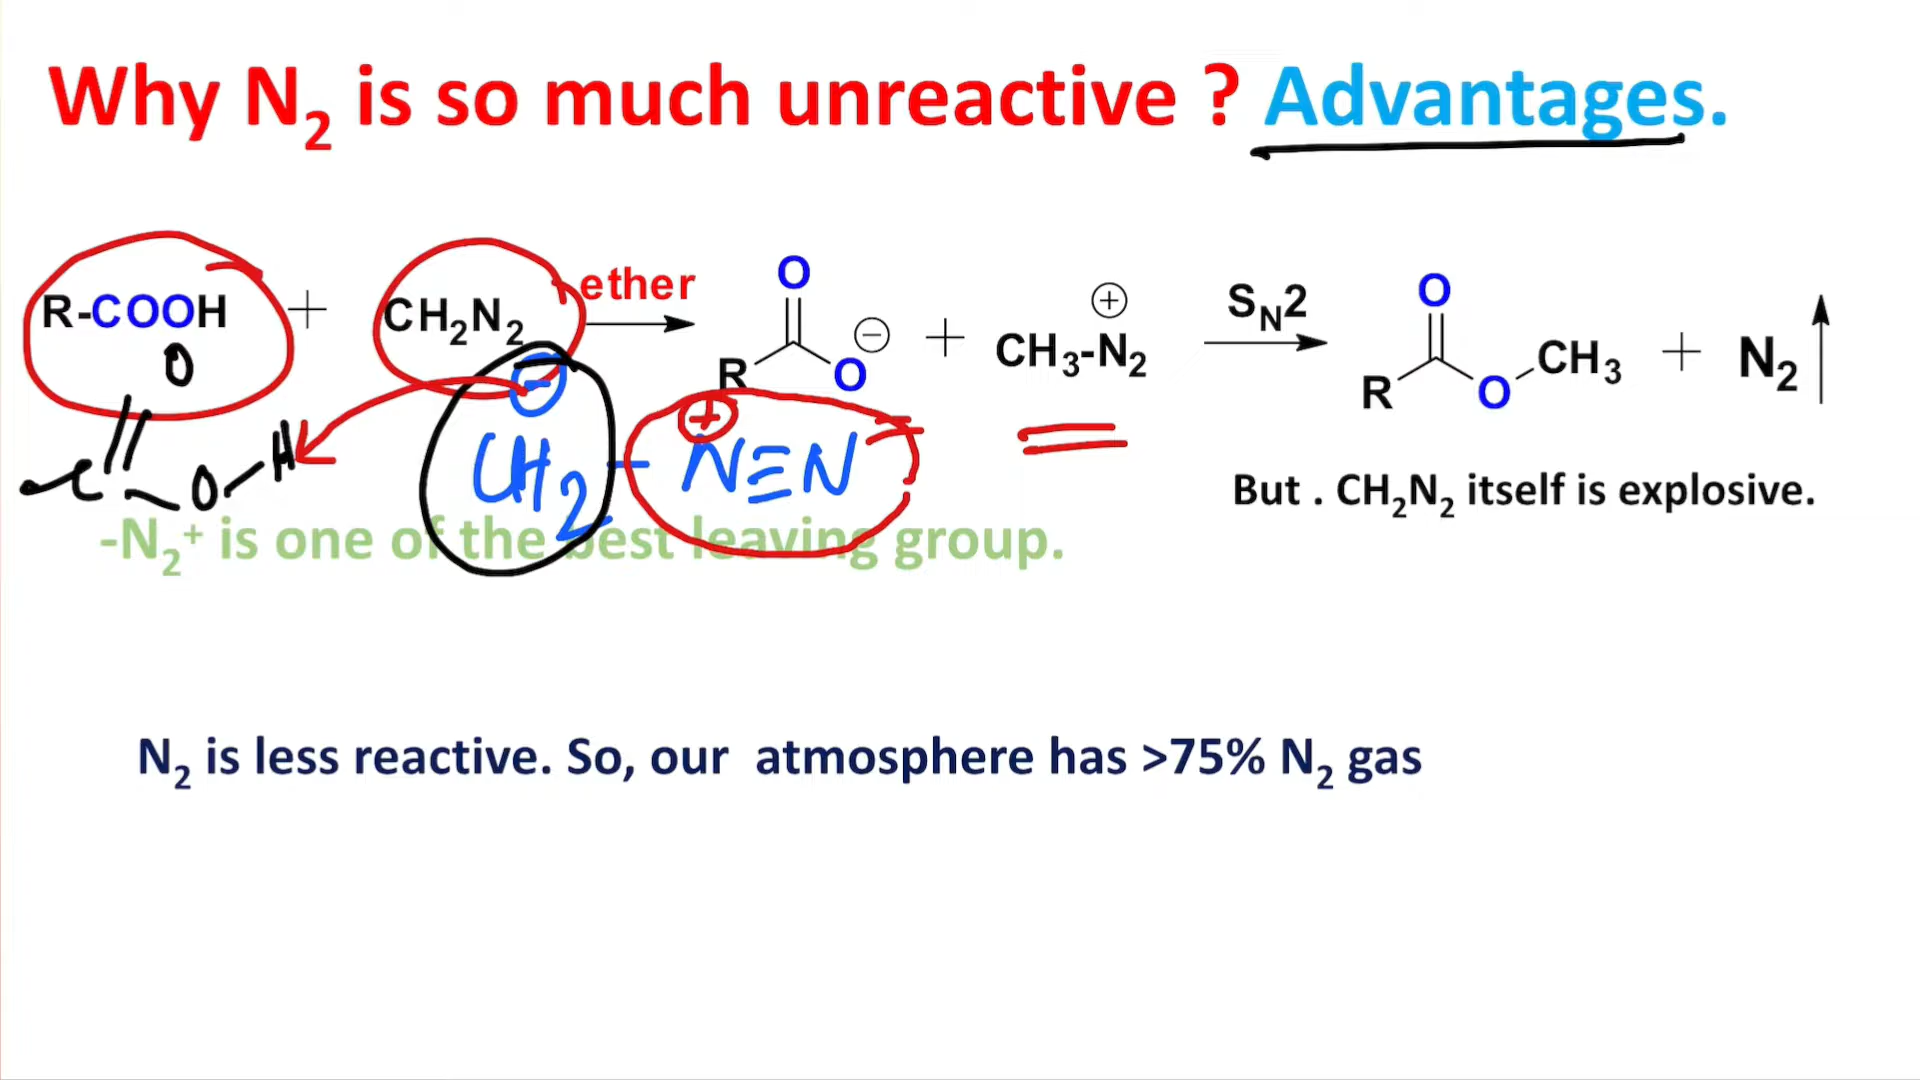 Why N₂ is so much unreactive ? Advantages.
R-COOH + CH₂N₂ ether R O O ⊖ + CH₃-N₂ ⊕ SN2 R O O CH₃ + N₂
O
C O-H
⊖ CH₂ - ⊕ N≡N
But . CH₂N₂ itself is explosive.
-N₂⁺ is one of the best leaving group.
N₂ is less reactive. So, our atmosphere has >75% N₂ gas